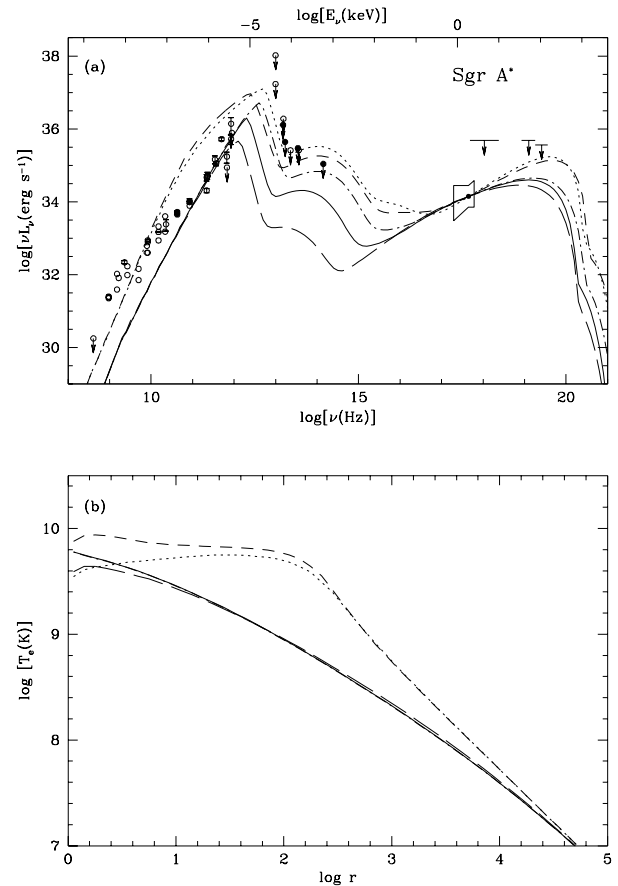 log[E_ν(keV)]
−5 0
(a)
Sgr A*
38
36
34
32
30
log[νL_ν(erg s⁻¹)]
10 15 20
log[ν(Hz)]
(b)
10
9
8
7
log [T_e(K)]
0 1 2 3 4 5
log r